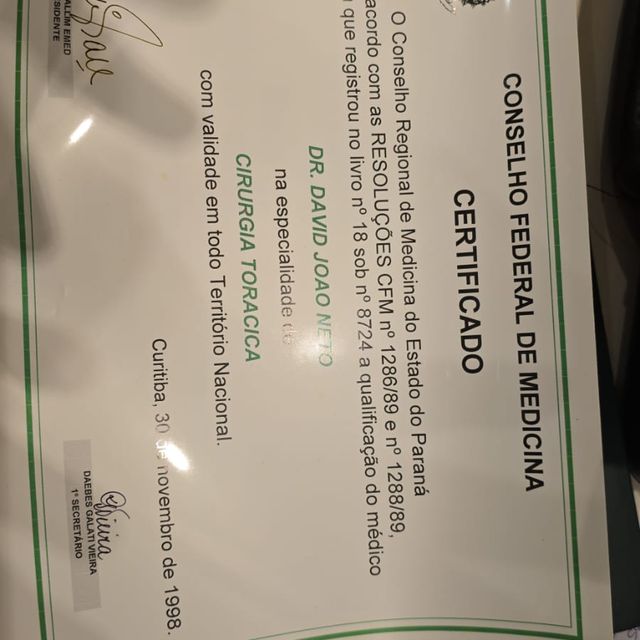 CONSELHO FEDERAL DE MEDICINA
CERTIFICADO
O Conselho Regional de Medicina do Estado do Paraná
acordo com as RESOLUÇÕES CFM nº 1286/89 e nº 1288/89,
que registrou no livro nº 18 sob nº 8724 a qualificação do médico
DR. DAVID JOAO NETO
na especialidade de
CIRURGIA TORACICA
com validade em todo Território Nacional.
Curitiba, 30 de novembro de 1998.
EMED
SIDENTE
Vieira
DAEBES GALATI VIEIRA
1º SECRETÁRIO